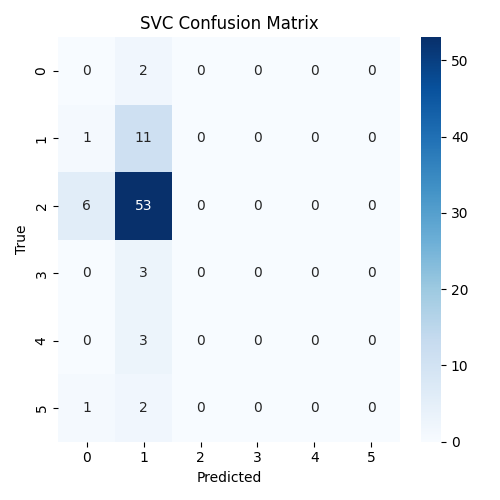 SVC Confusion Matrix
0 0 2 0 0 0 0
1 1 11 0 0 0 0
2 6 53 0 0 0 0
3 0 3 0 0 0 0
4 0 3 0 0 0 0
5 1 2 0 0 0 0
0 1 2 3 4 5
Predicted
True
50
40
30
20
10
0